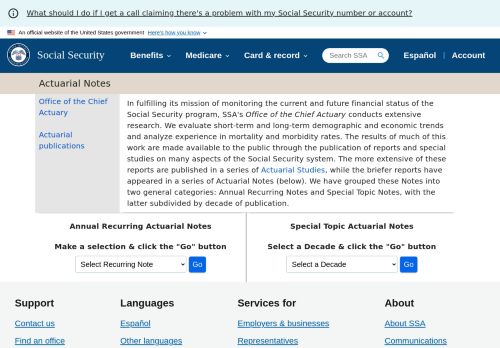 What should I do if I get a call claiming there's a problem with my Social Security number or account?
An official website of the United States government Here's how you know
Social Security
Benefits
Medicare
Card & record
Search SSA
Español
Account
Actuarial Notes
Office of the Chief
Actuary
Actuarial
publications
In fulfilling its mission of monitoring the current and future financial status of the
Social Security program, SSA's Office of the Chief Actuary conducts extensive
research. We evaluate short-term and long-term demographic and economic trends
and analyze experience in mortality and morbidity rates. The results of much of this
work are made available to the public through the publication of reports and special
studies on many aspects of the Social Security system. The more extensive of these
reports are published in a series of Actuarial Studies, while the briefer reports have
appeared in a series of Actuarial Notes (below). We have grouped these Notes into
two general categories: Annual Recurring Notes and Special Topic Notes, with the
latter subdivided by decade of publication.
Annual Recurring Actuarial Notes
Make a selection & click the "Go" button
Select Recurring Note
Go
Special Topic Actuarial Notes
Select a Decade & click the "Go" button
Select a Decade
Go
Support
Contact us
Find an office
Languages
Español
Other languages
Services for
Employers & businesses
Representatives
About
About SSA
Communications